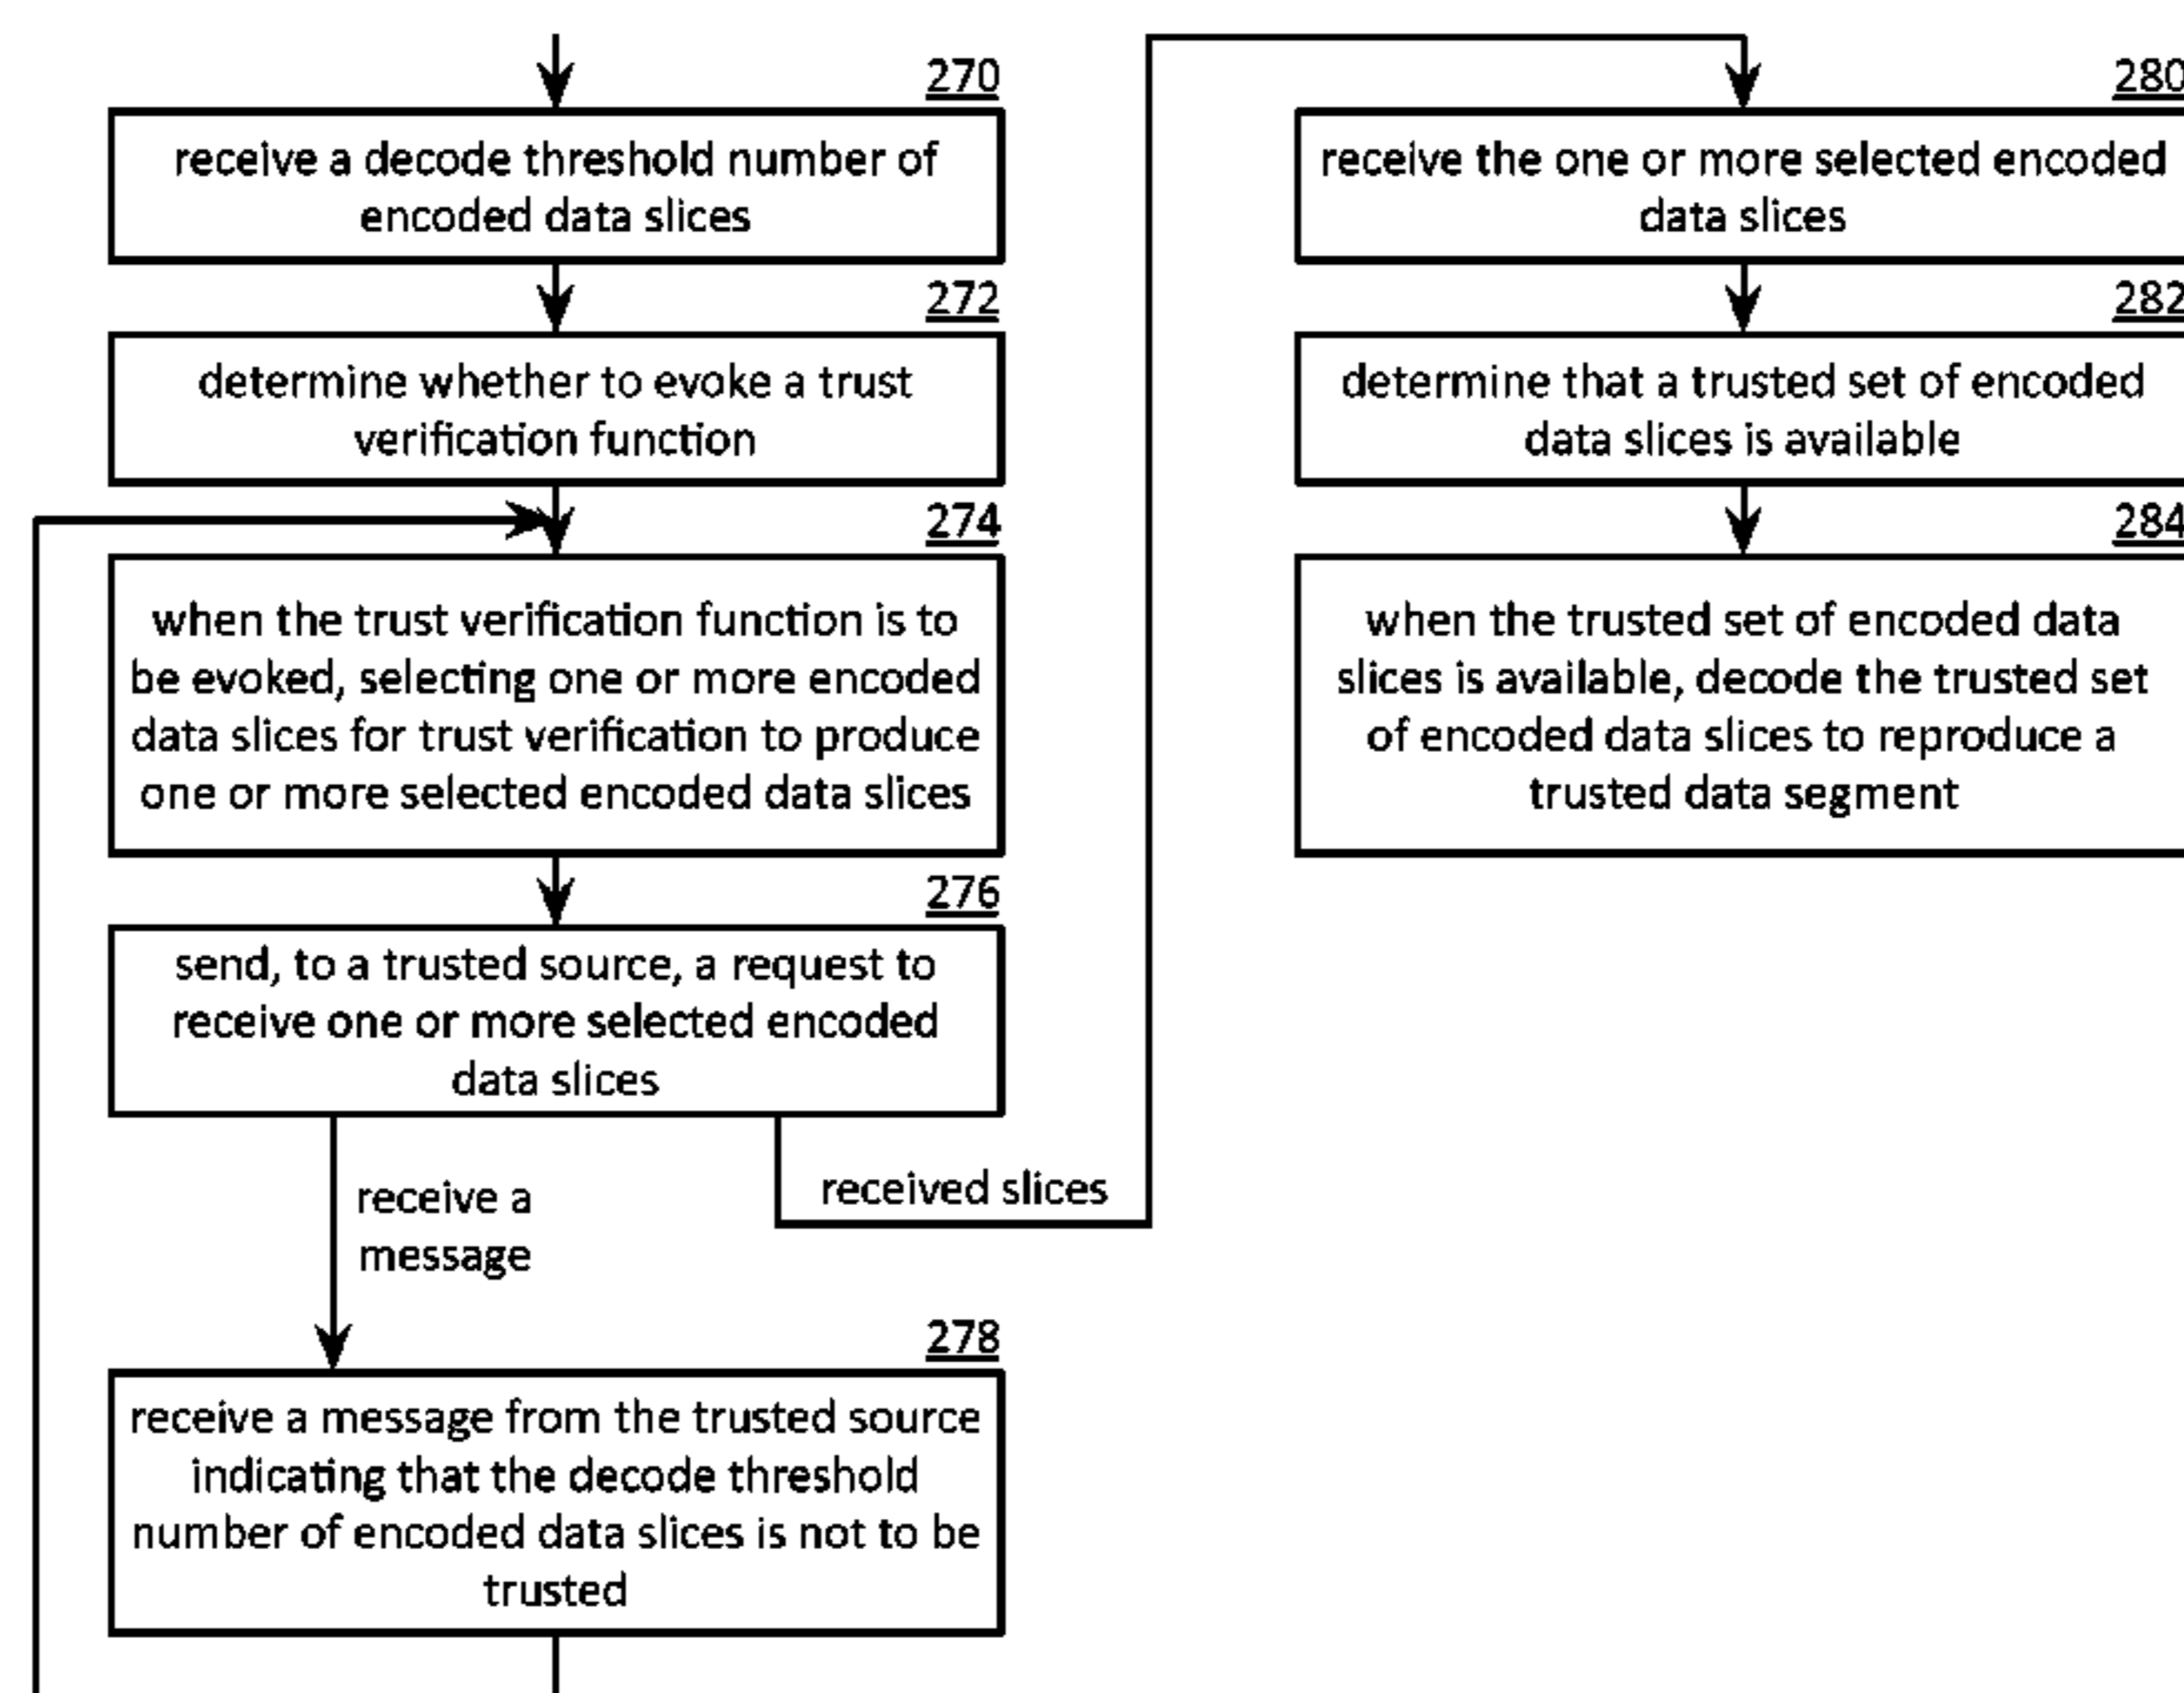 270
receive a decode threshold number of
encoded data slices
272
determine whether to evoke a trust
verification function
274
when the trust verification function is to
be evoked, selecting one or more encoded
data slices for trust verification to produce
one or more selected encoded data slices
276
send, to a trusted source, a request to
receive one or more selected encoded
data slices
receive a
message
received slices
278
receive a message from the trusted source
indicating that the decode threshold
number of encoded data slices is not to be
trusted
280
receive the one or more selected encoded
data slices
282
determine that a trusted set of encoded
data slices is available
284
when the trusted set of encoded data
slices is available, decode the trusted set
of encoded data slices to reproduce a
trusted data segment